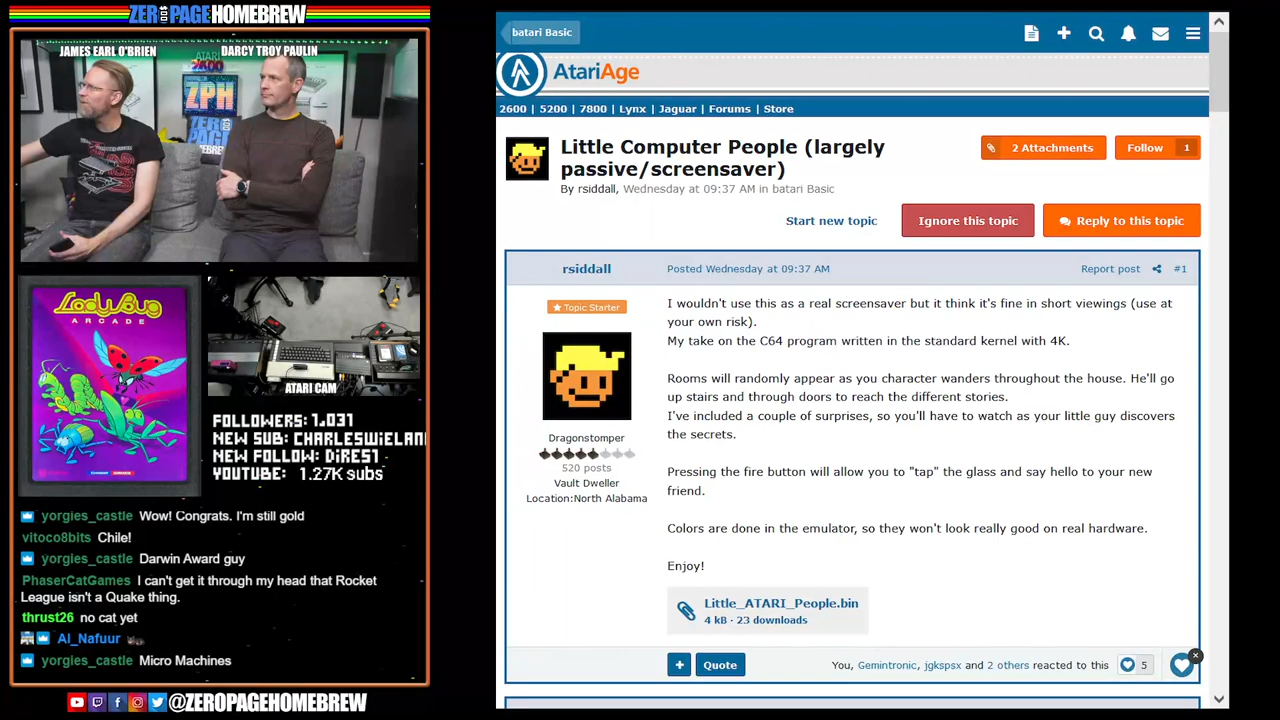 ZEROPAGE HOMEBREW
JAMES EARL O'BRIEN
DARCY TROY PAULIN
ATARI
ZPH
LadyBug
ARCADE
ATARI CAM
FOLLOWERS: 1,031
NEW SUB: CHARLESWIELAN
NEW FOLLOW: DIRES1
YOUTUBE: 1.27K subs
yorgies_castle Wow! Congrats. I'm still gold
vitoco8bits Chile!
yorgies_castle Darwin Award guy
PhaserCatGames I can't get it through my head that Rocket
League isn't a Quake thing.
thrust26 no cat yet
Al_Nafuur
yorgies_castle Micro Machines
@ZEROPAGEHOMEBREW
batari Basic
AtariAge
2600 | 5200 | 7800 | Lynx | Jaguar | Forums | Store
Little Computer People (largely
passive/screensaver)
By rsiddall, Wednesday at 09:37 AM in batari Basic
2 Attachments
Follow 1
Start new topic
Ignore this topic
Reply to this topic
rsiddall
Posted Wednesday at 09:37 AM
Report post
#1
Topic Starter
Dragonstomper
520 posts
Vault Dweller
Location:North Alabama
I wouldn't use this as a real screensaver but it think it's fine in short viewings (use at
your own risk).
My take on the C64 program written in the standard kernel with 4K.
Rooms will randomly appear as you character wanders throughout the house. He'll go
up stairs and through doors to reach the different stories.
I've included a couple of surprises, so you'll have to watch as your little guy discovers
the secrets.
Pressing the fire button will allow you to "tap" the glass and say hello to your new
friend.
Colors are done in the emulator, so they won't look really good on real hardware.
Enjoy!
Little_ATARI_People.bin
4 kB · 23 downloads
+
Quote
You, Gemintronic, jgkspsx and 2 others reacted to this
5